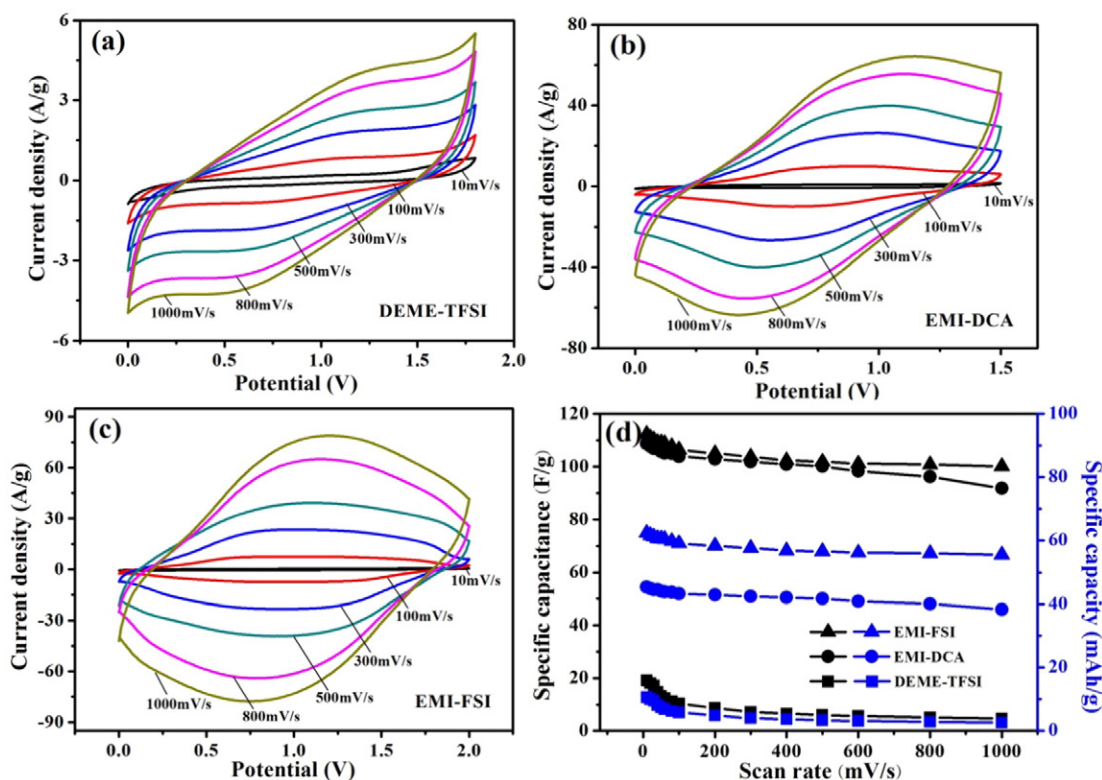 (a)
6
3
0
-3
-6
Current density (A/g)
10mV/s
100mV/s
300mV/s
500mV/s
800mV/s
1000mV/s
DEME-TFSI
0.0 0.5 1.0 1.5 2.0
Potential (V)
(b)
80
40
0
-40
-80
Current density (A/g)
10mV/s
100mV/s
300mV/s
500mV/s
800mV/s
1000mV/s
EMI-DCA
0.0 0.5 1.0 1.5
Potential (V)
(c)
90
60
30
0
-30
-60
-90
Current density (A/g)
10mV/s
100mV/s
300mV/s
500mV/s
800mV/s
1000mV/s
EMI-FSI
0.0 0.5 1.0 1.5 2.0
Potential (V)
(d)
120
100
80
60
40
20
0
Specific capacitance (F/g)
100
80
60
40
20
0
Specific capacity (mAh/g)
EMI-FSI
EMI-DCA
DEME-TFSI
0 200 400 600 800 1000
Scan rate (mV/s)